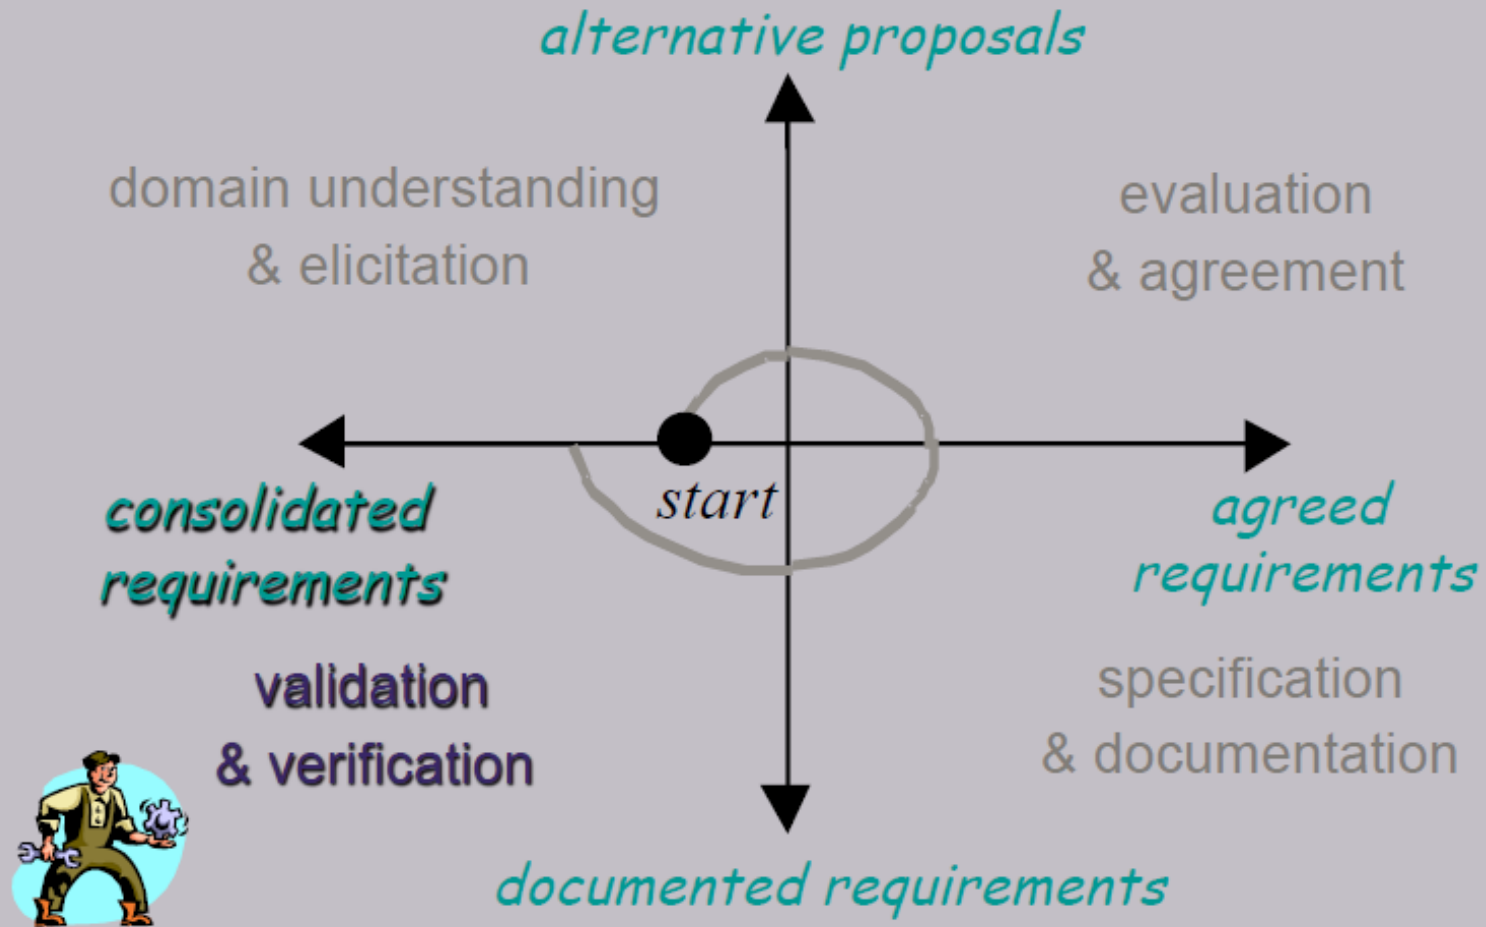 alternative proposals
domain understanding
& elicitation
evaluation
& agreement
start
consolidated
requirements
agreed
requirements
validation
& verification
specification
& documentation
documented requirements